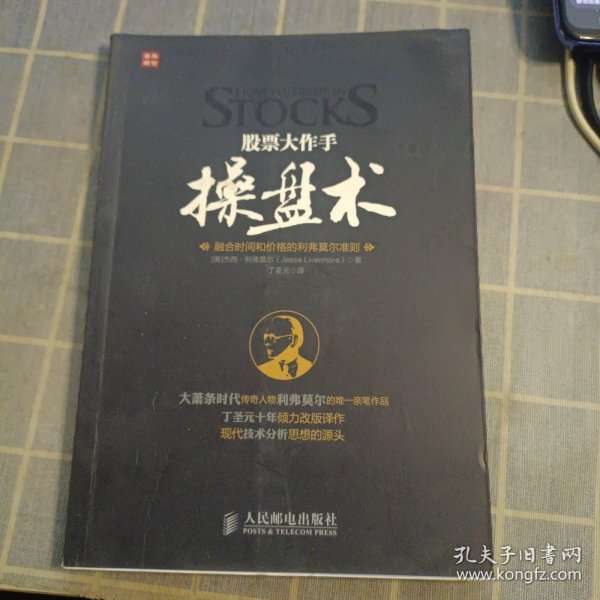 HOW TO TRADE IN
STOCKS
股票大作手
操盘术
融合时间和价格的利弗莫尔准则
[美]杰西·利弗莫尔（Jesse Livermore）◇著
丁圣元◇译
大萧条时代传奇人物利弗莫尔的唯一亲笔作品
丁圣元十年倾力改版译作
现代技术分析思想的源头
人民邮电出版社
POSTS & TELECOM PRESS
孔夫子旧书网
www.kongfz.com